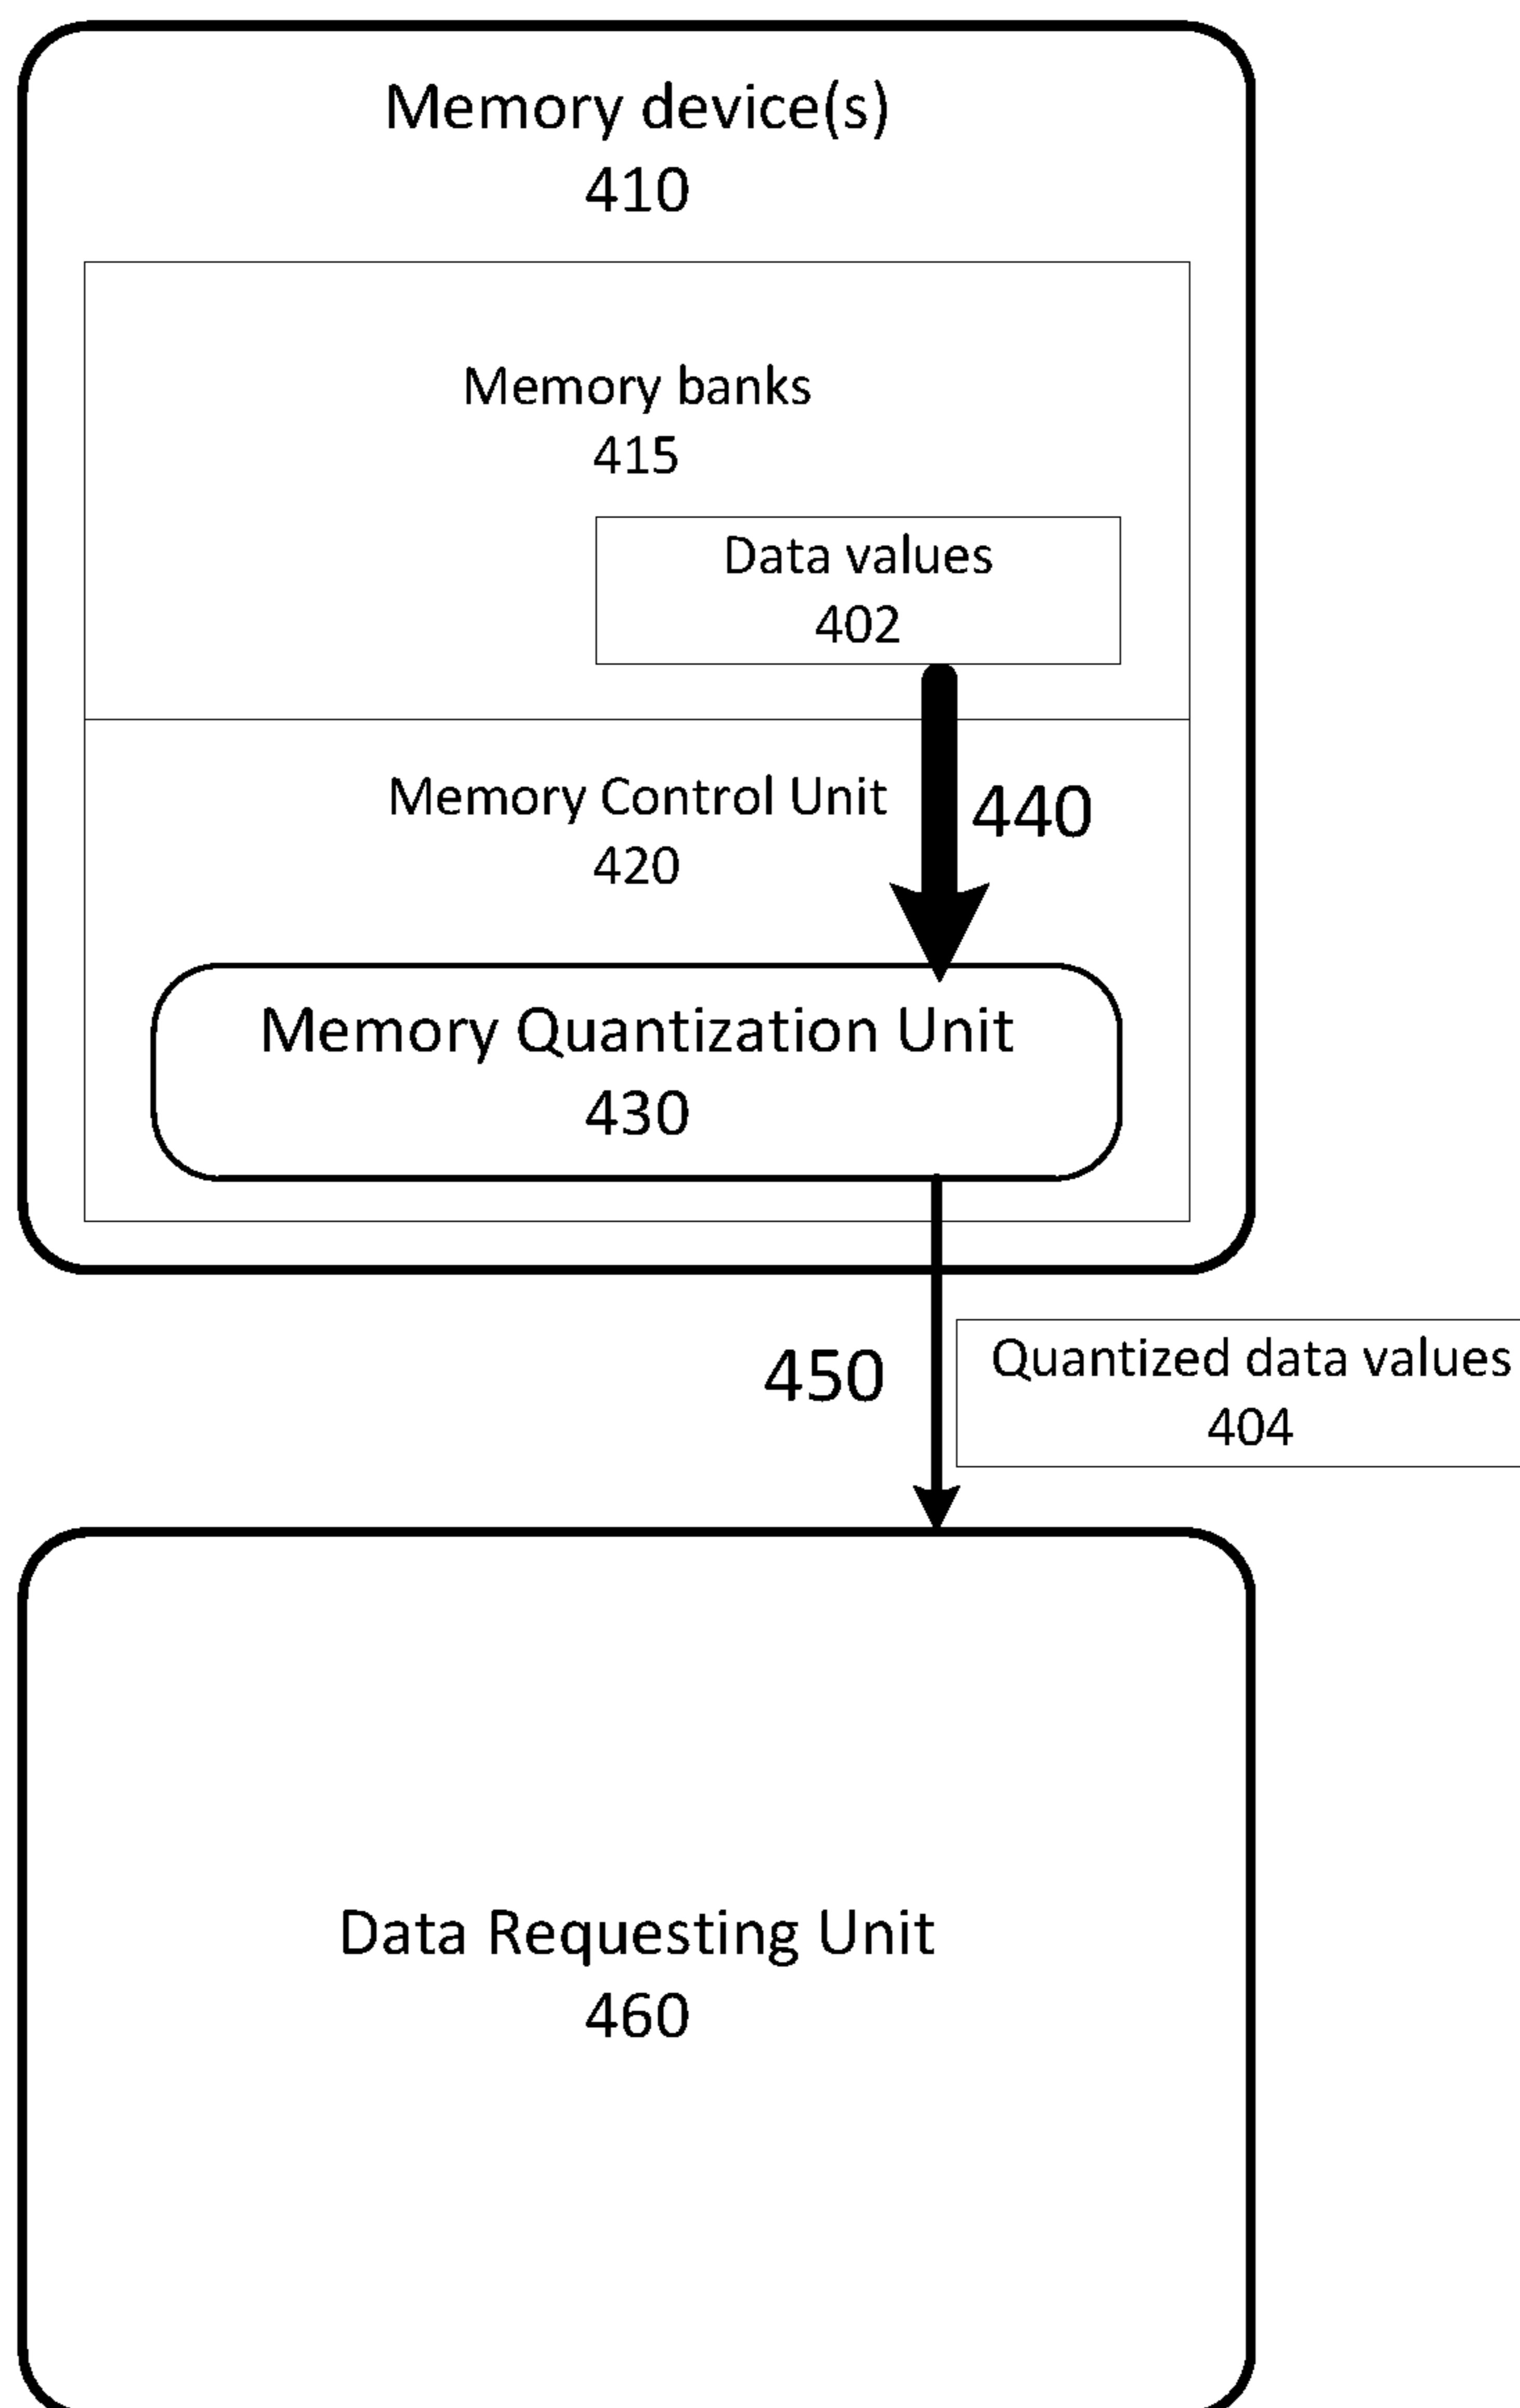 Memory device(s)
410
Memory banks
415
Data values
402
Memory Control Unit
420
440
Memory Quantization Unit
430
450
Quantized data values
404
Data Requesting Unit
460